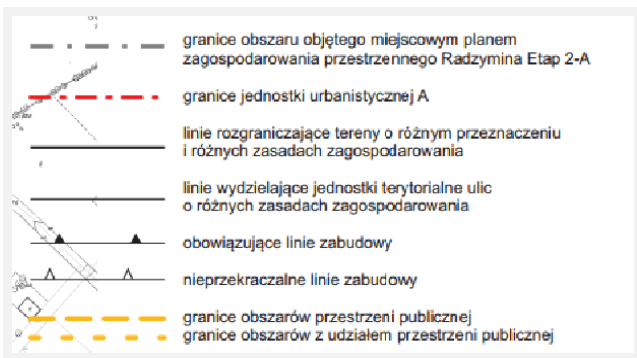 granice obszaru objętego miejscowym planem
zagospodarowania przestrzennego Radzymina Etap 2-A
granice jednostki urbanistycznej A
linie rozgraniczające tereny o różnym przeznaczeniu
i różnych zasadach zagospodarowania
linie wydzielające jednostki terytorialne ulic
o różnych zasadach zagospodarowania
obowiązujące linie zabudowy
nieprzekraczalne linie zabudowy
granice obszarów przestrzeni publicznej
granice obszarów z udziałem przestrzeni publicznej